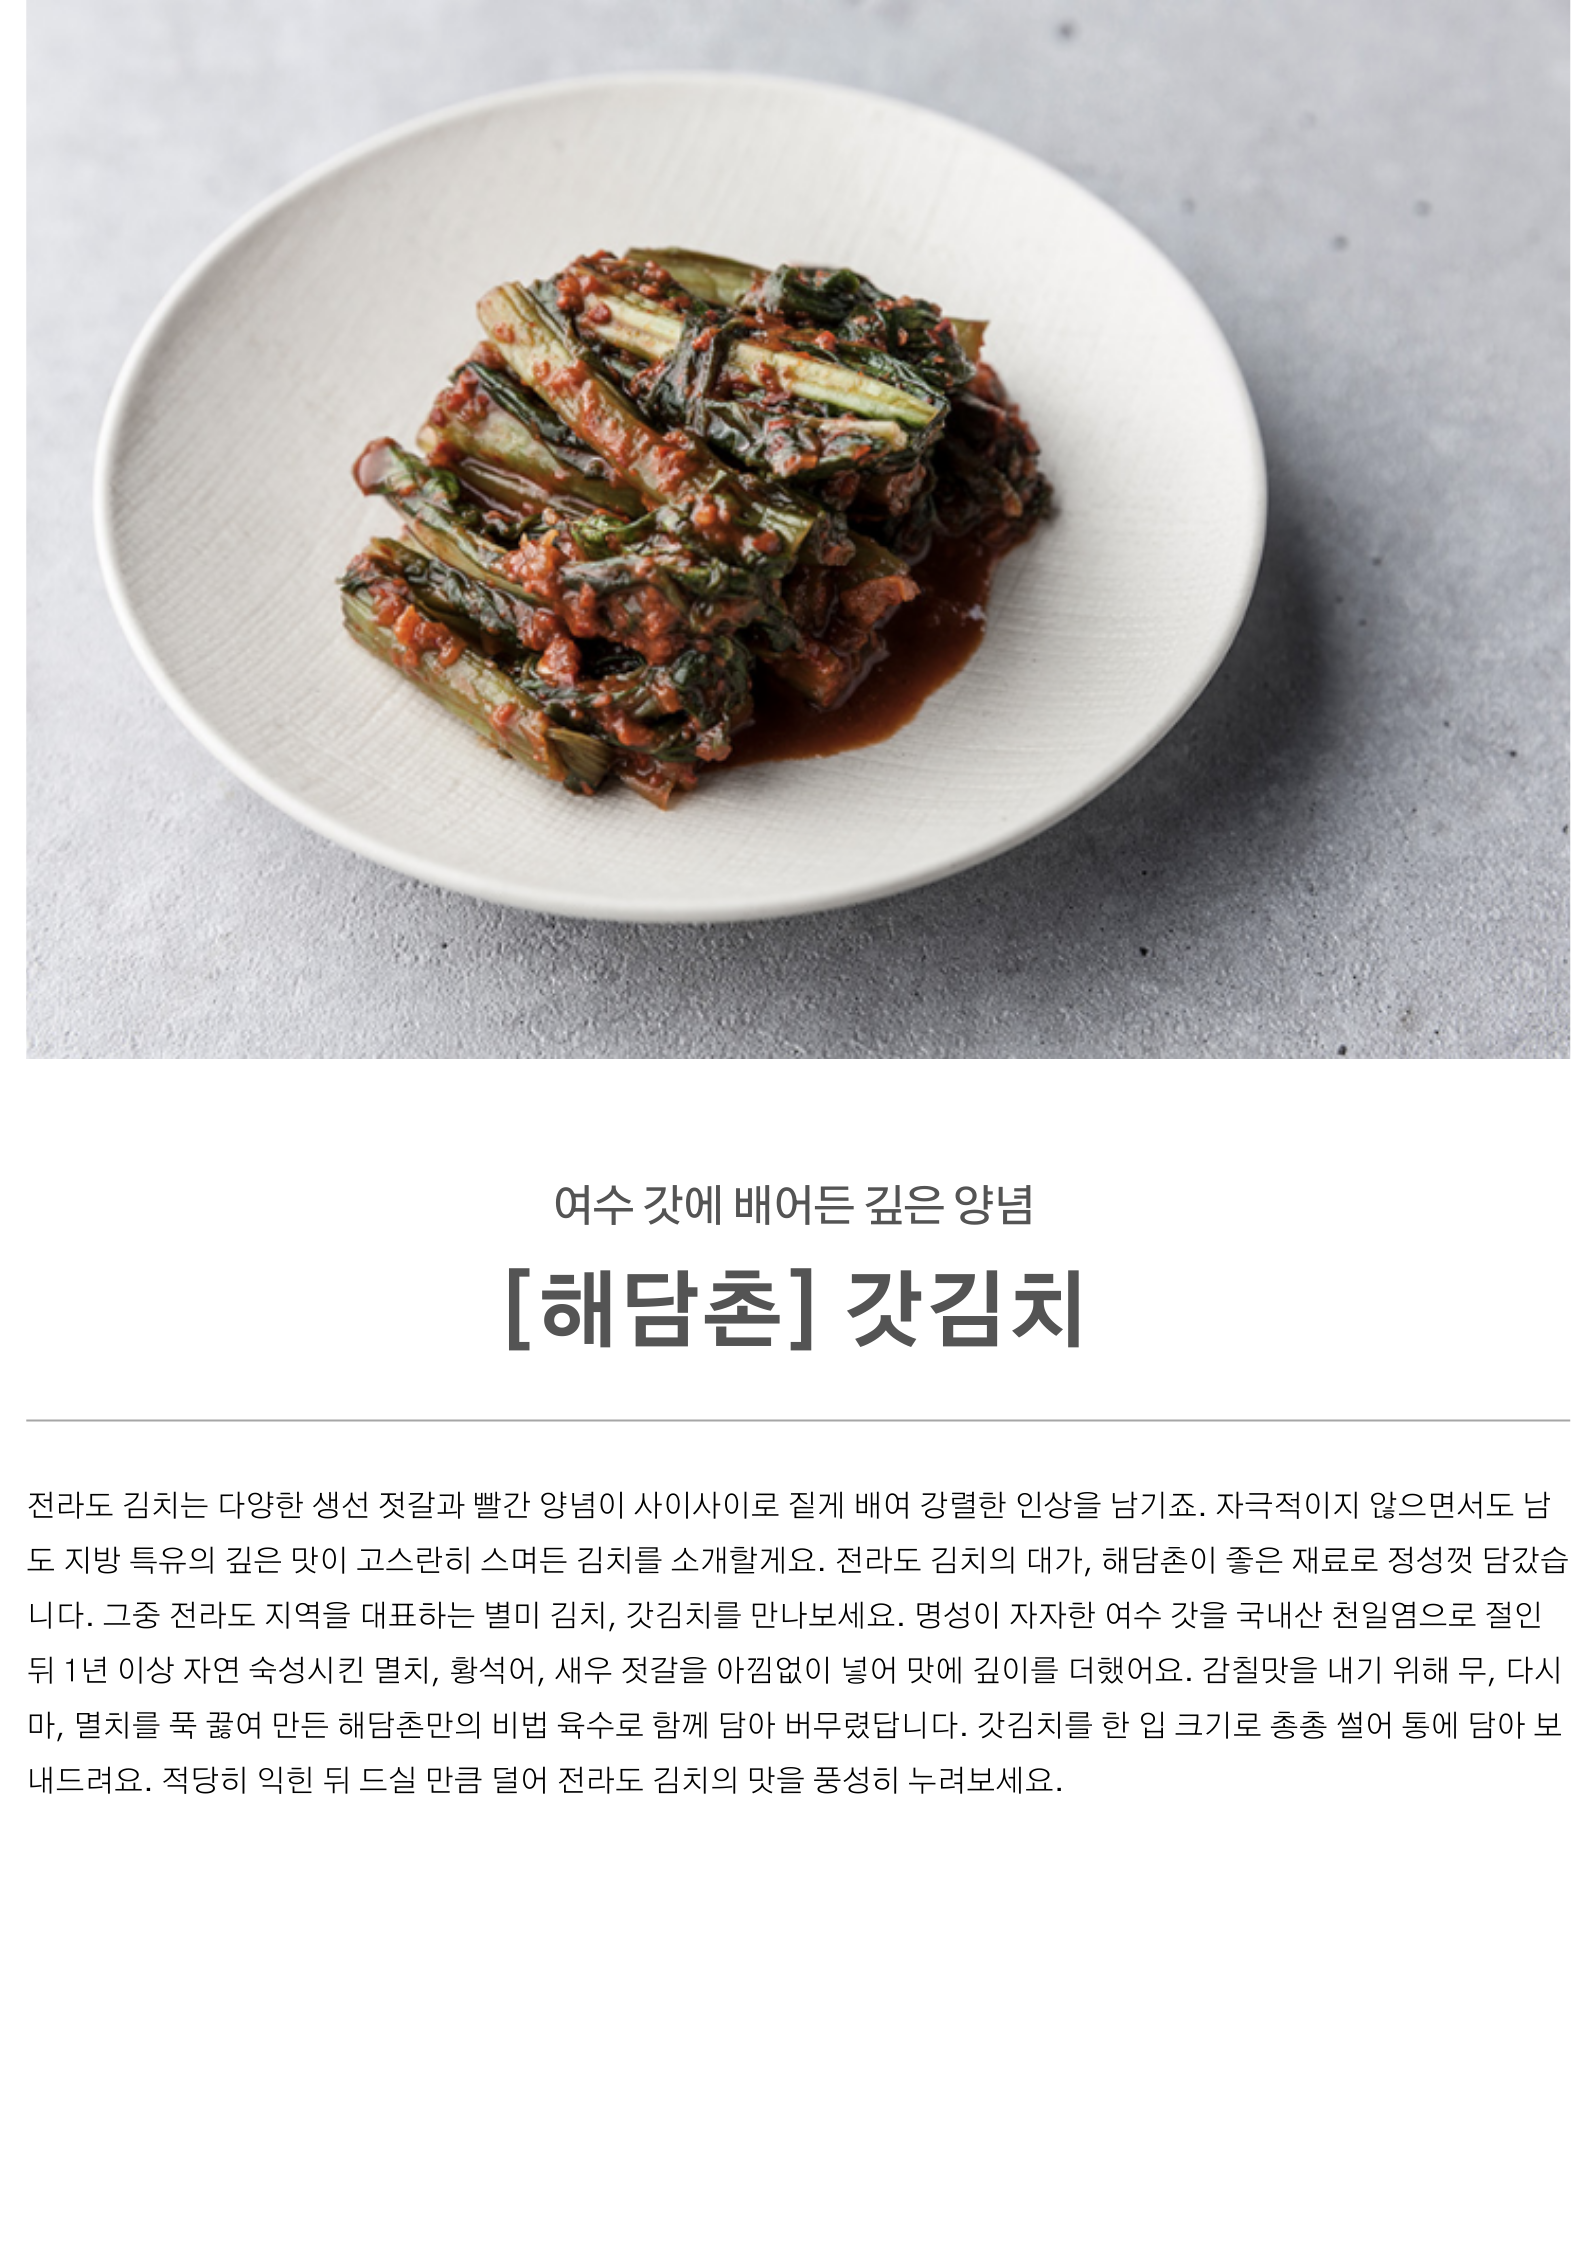 여수 갓에 배어든 깊은 양념
[해담촌] 갓김치
전라도 김치는 다양한 생선 젓갈과 빨간 양념이 사이사이로 짙게 배여 강렬한 인상을 남기죠. 자극적이지 않으면서도 남
도 지방 특유의 깊은 맛이 고스란히 스며든 김치를 소개할게요. 전라도 김치의 대가, 해담촌이 좋은 재료로 정성껏 담갔습
니다. 그중 전라도 지역을 대표하는 별미 김치, 갓김치를 만나보세요. 명성이 자자한 여수 갓을 국내산 천일염으로 절인
뒤 1년 이상 자연 숙성시킨 멸치, 황석어, 새우 젓갈을 아낌없이 넣어 맛에 깊이를 더했어요. 감칠맛을 내기 위해 무, 다시
마, 멸치를 푹 끓여 만든 해담촌만의 비법 육수로 함께 담아 버무렸답니다. 갓김치를 한 입 크기로 총총 썰어 통에 담아 보
내드려요. 적당히 익힌 뒤 드실 만큼 덜어 전라도 김치의 맛을 풍성히 누려보세요.